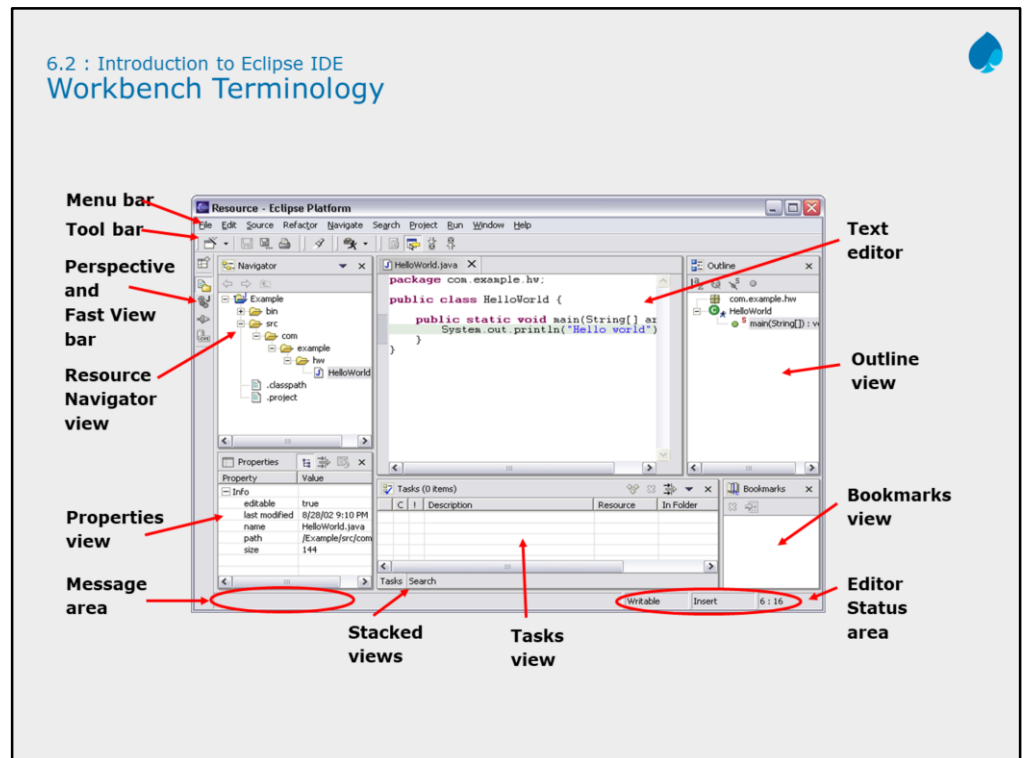 6.2 : Introduction to Eclipse IDE
Workbench Terminology
Menu bar
Tool bar
Perspective
and
Fast View
bar
Resource
Navigator
view
Properties
view
Message
area
Resource - Eclipse Platform
File Edit Source Refactor Navigate Search Project Run Window Help
Navigator
Example
bin
src
com
example
hw
HelloWorld
.classpath
.project
HelloWorld.java
package com.example.hw;
public class HelloWorld {
public static void main(String[] ar
System.out.println("Hello world")
}
}
Outline
com.example.hw
HelloWorld
main(String[]) : v
Properties
Property Value
Info
editable true
last modified 8/28/02 9:10 PM
name HelloWorld.java
path /Example/src/com
size 144
Tasks (0 items)
C ! Description Resource In Folder
Tasks Search
Bookmarks
Writable Insert 6 : 16
Text
editor
Outline
view
Bookmarks
view
Editor
Status
area
Stacked
views
Tasks
view